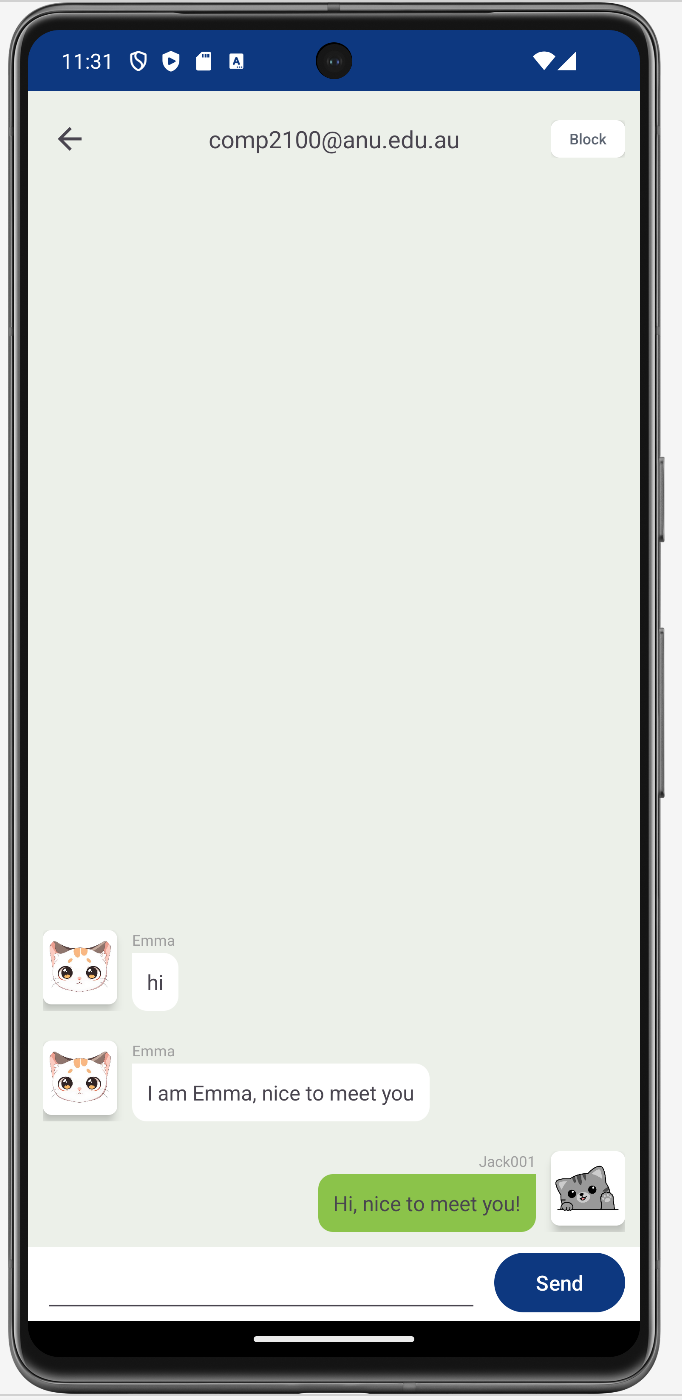 11:31
comp2100@anu.edu.au
Block
Emma
hi
Emma
I am Emma, nice to meet you
Jack001
Hi, nice to meet you!
Send